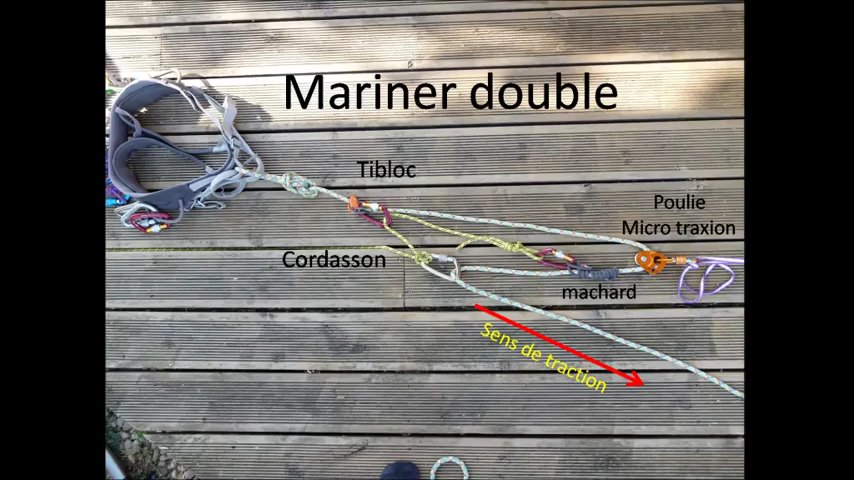 Mariner double
Tibloc
Poulie
Micro traxion
Cordasson
machard
Sens de traction